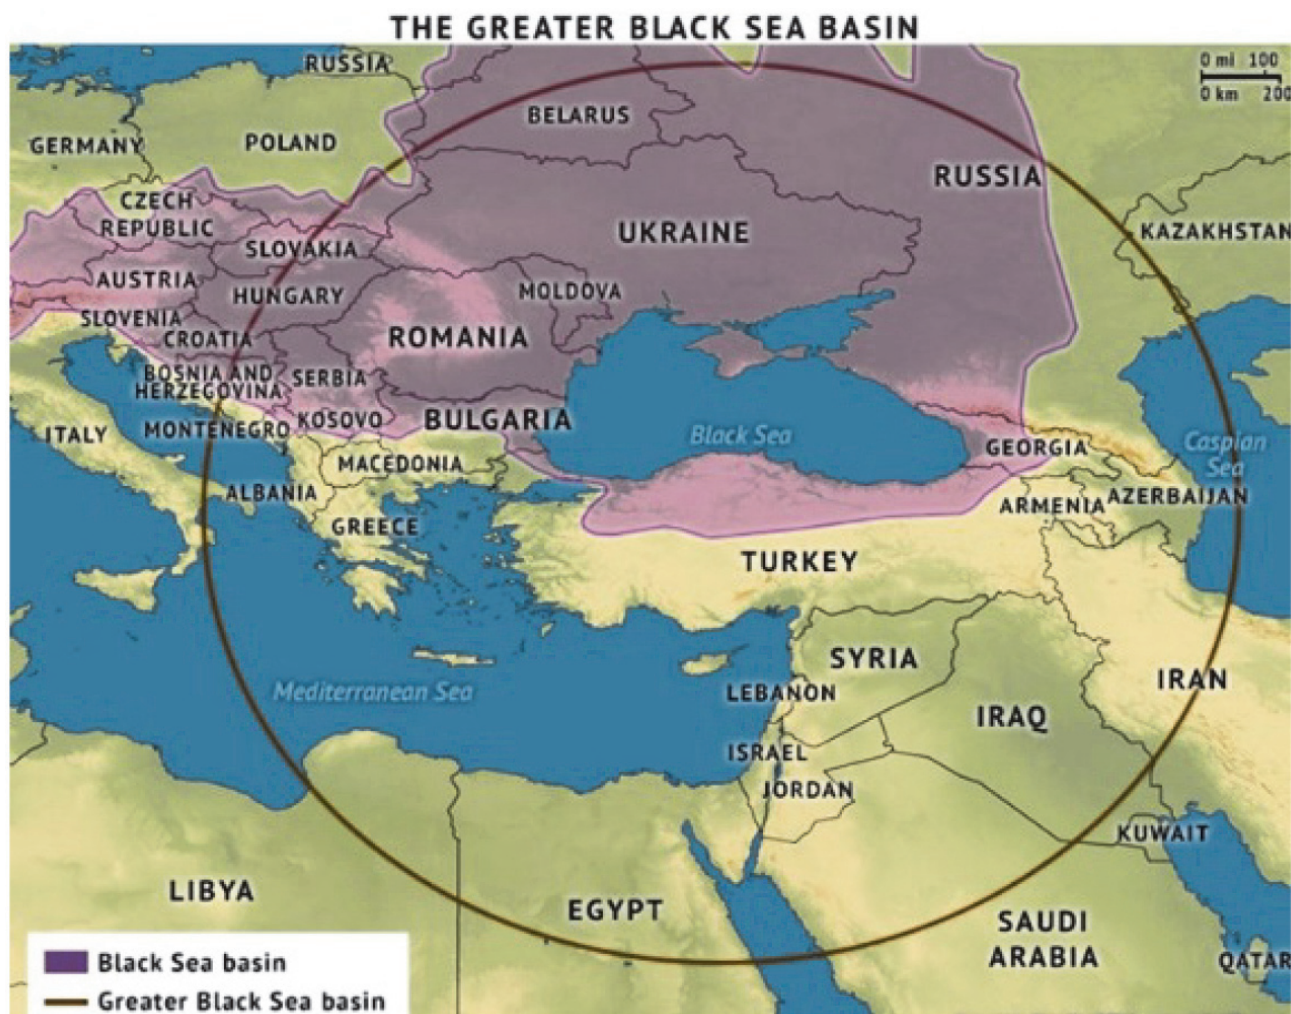 THE GREATER BLACK SEA BASIN
0 mi 100
0 km 200
RUSSIA
BELARUS
GERMANY
POLAND
RUSSIA
CZECH
REPUBLIC
UKRAINE
KAZAKHSTAN
SLOVAKIA
AUSTRIA
HUNGARY
MOLDOVA
SLOVENIA
CROATIA
ROMANIA
BOSNIA AND
HERZEGOVINA
SERBIA
KOSOVO
BULGARIA
ITALY
MONTENEGRO
Black Sea
GEORGIA
Caspian
Sea
MACEDONIA
ALBANIA
ARMENIA
AZERBAIJAN
GREECE
TURKEY
SYRIA
Mediterranean Sea
LEBANON
IRAN
IRAQ
ISRAEL
JORDAN
KUWAIT
LIBYA
EGYPT
SAUDI
ARABIA
QATAR
Black Sea basin
Greater Black Sea basin